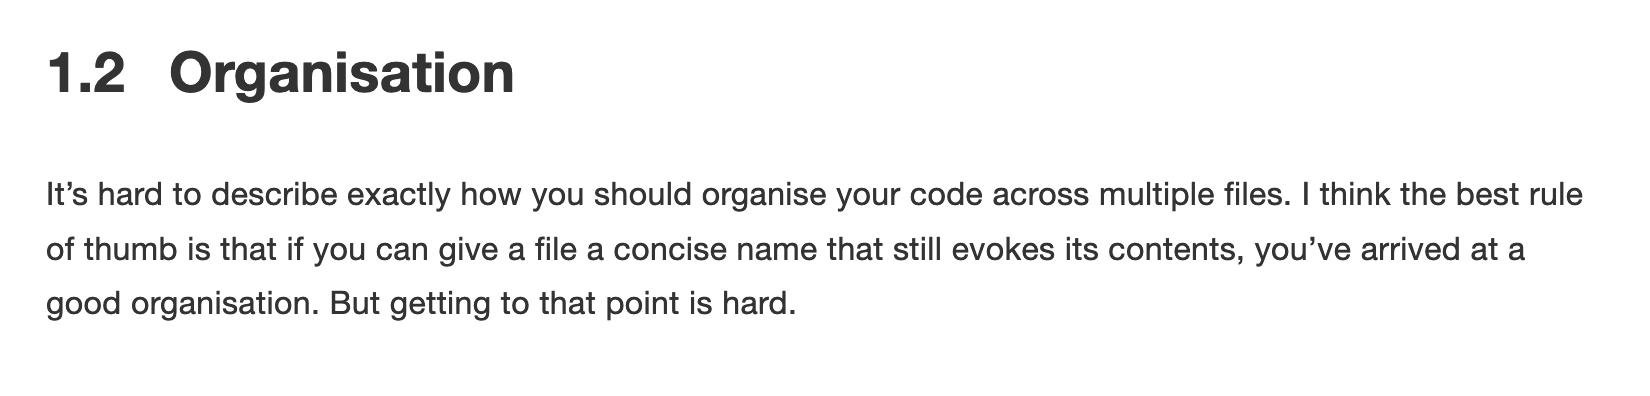 1.2 Organisation
It’s hard to describe exactly how you should organise your code across multiple files. I think the best rule
of thumb is that if you can give a file a concise name that still evokes its contents, you’ve arrived at a
good organisation. But getting to that point is hard.